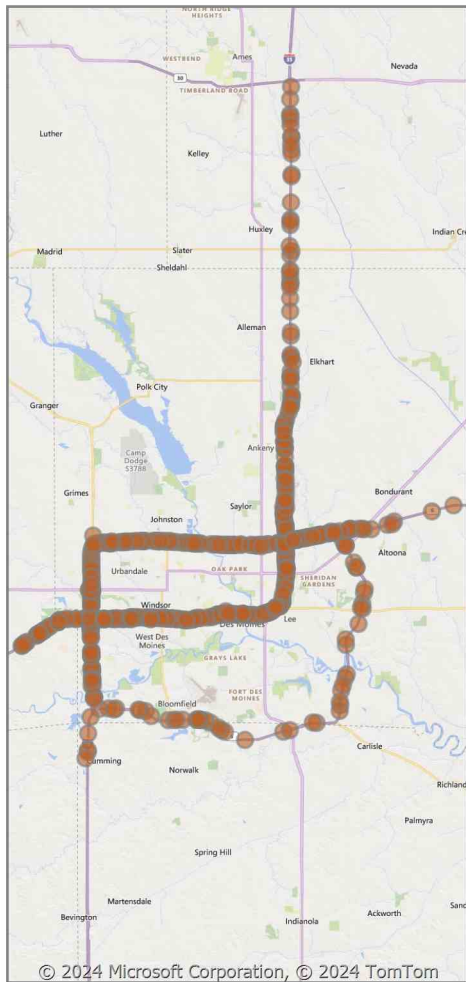 NORTH RIDGE
HEIGHTS
WESTBEND
Ames
35
Nevada
30
TIMBERLAND ROAD
Luther
Kelley
Huxley
Indian Cre
Madrid
Slater
Sheldahl
Alleman
Elkhart
Polk City
Granger
Ankeny
Camp
Dodge
53788
Grimes
Bondurant
Saylor
Johnston
Altoona
Urbandale
OAK PARK
SHERIDAN
GARDENS
Windsor
Des Moines
Lee
West Des
Moines
GRAYS LAKE
FORT DES
MOINES
Bloomfield
Carlisle
Cumming
Norwalk
Richland
Palmyra
Spring Hill
Martensdale
Ackworth
Sand
Bevington
Indianola
© 2024 Microsoft Corporation, © 2024 TomTom